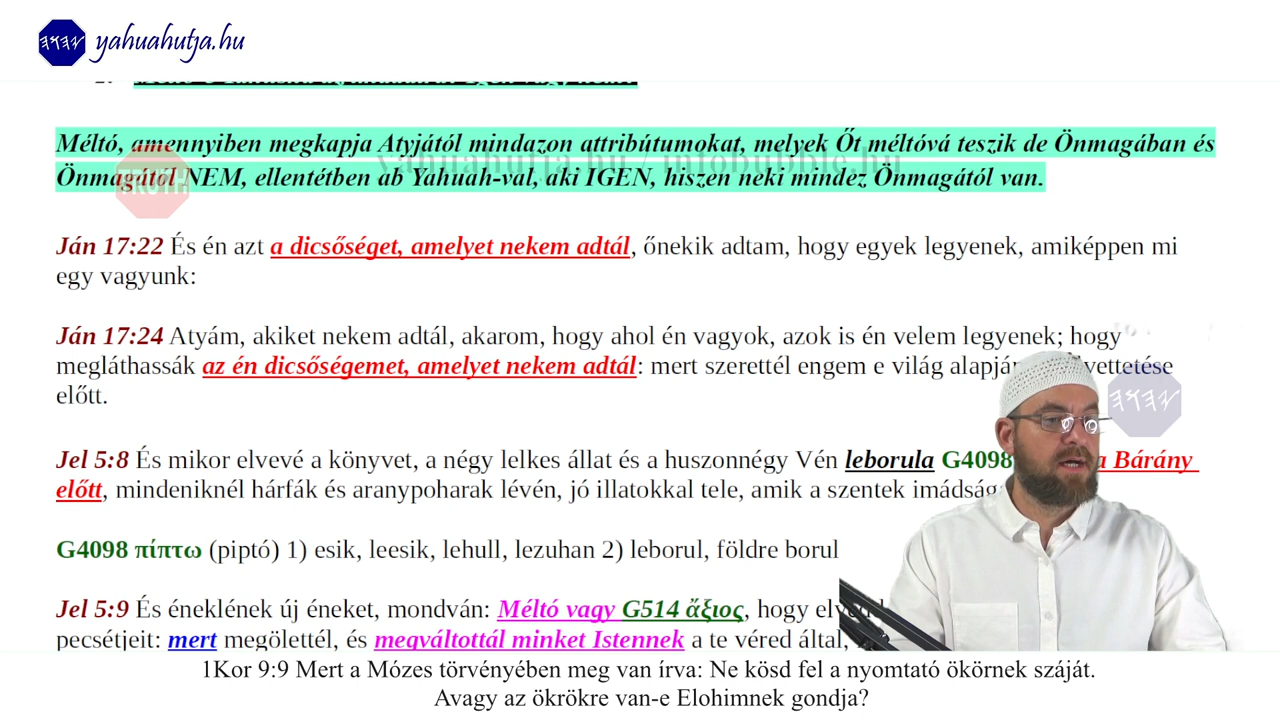 yahuahutja.hu
Méltó, amennyiben megkapja Atyjától mindazon attribútumokat, melyek Őt méltóvá teszik de Önmagában és
Yahuahutja.hu / infobubble.hu
Önmagától NEM, ellentétben ab Yahuah-val, aki IGEN, hiszen neki mindez Önmagától van.
TRUTH
Ján 17:22 És én azt a dicsőséget, amelyet nekem adtál, őnekik adtam, hogy egyek legyenek, amiképpen mi
egy vagyunk:
Ján 17:24 Atyám, akiket nekem adtál, akarom, hogy ahol én vagyok, azok is én velem legyenek; hogy
megláthassák az én dicsőségemet, amelyet nekem adtál: mert szerettél engem e világ
előtt.
Jel 5:8 És mikor elvevé a könyvet, a négy lelkes állat és a huszonnégy Vén leborula G4098 a Bárány
előtt, mindeniknél hárfák és aranypoharak lévén, jó illatokkal tele, amik a szentek
G4098 πίπτω (piptó) 1) esik, leesik, lehull, lezuhan 2) leborul, földre borul
Jel 5:9 És éneklének új éneket, mondván: Méltó vagy G514 ἄξιος, hogy
pecsétjeit: mert megölettél, és megváltottál minket Istennek a te véred által,
1Kor 9:9 Mert a Mózes törvényében meg van írva: Ne kösd fel a nyomtató ökörnek száját.
Avagy az ökrökre van-e Elohimnek gondja?